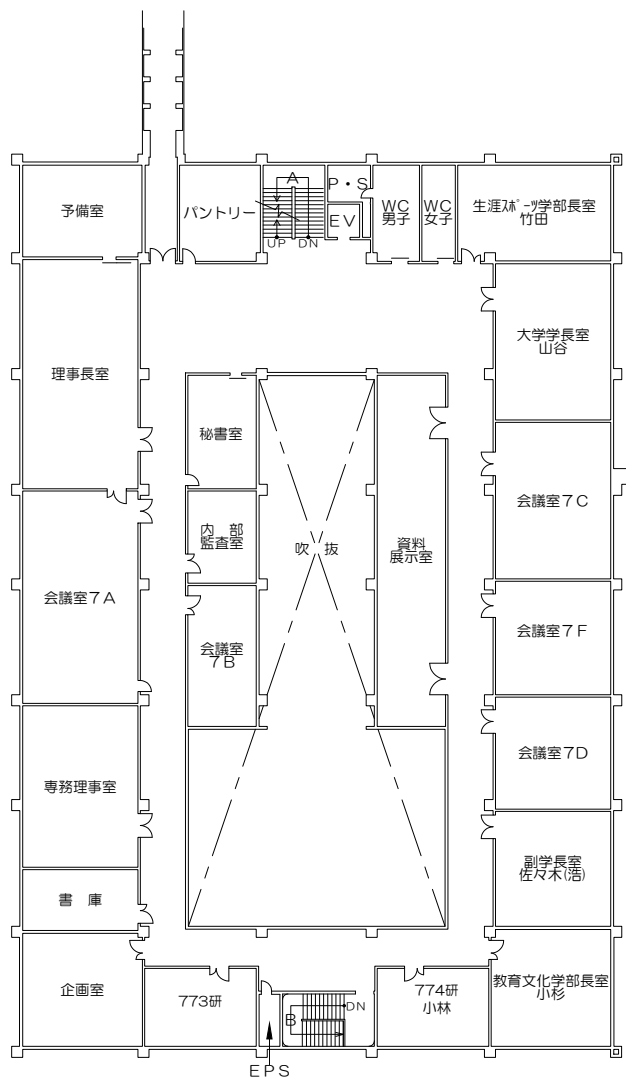 予備室
パントリー
A
UP
DN
P・S
EV
WC
男子
WC
女子
生涯ｽﾎﾟｰﾂ学部長室
竹田
理事長室
大学学長室
山谷
秘書室
会議室7A
内 部
監査室
吹 抜
資料
展示室
会議室7C
会議室7F
会議室
7B
専務理事室
会議室7D
書 庫
副学長室
佐々木(浩)
企画室
773研
B
DN
774研
小林
教育文化学部長室
小杉
EPS